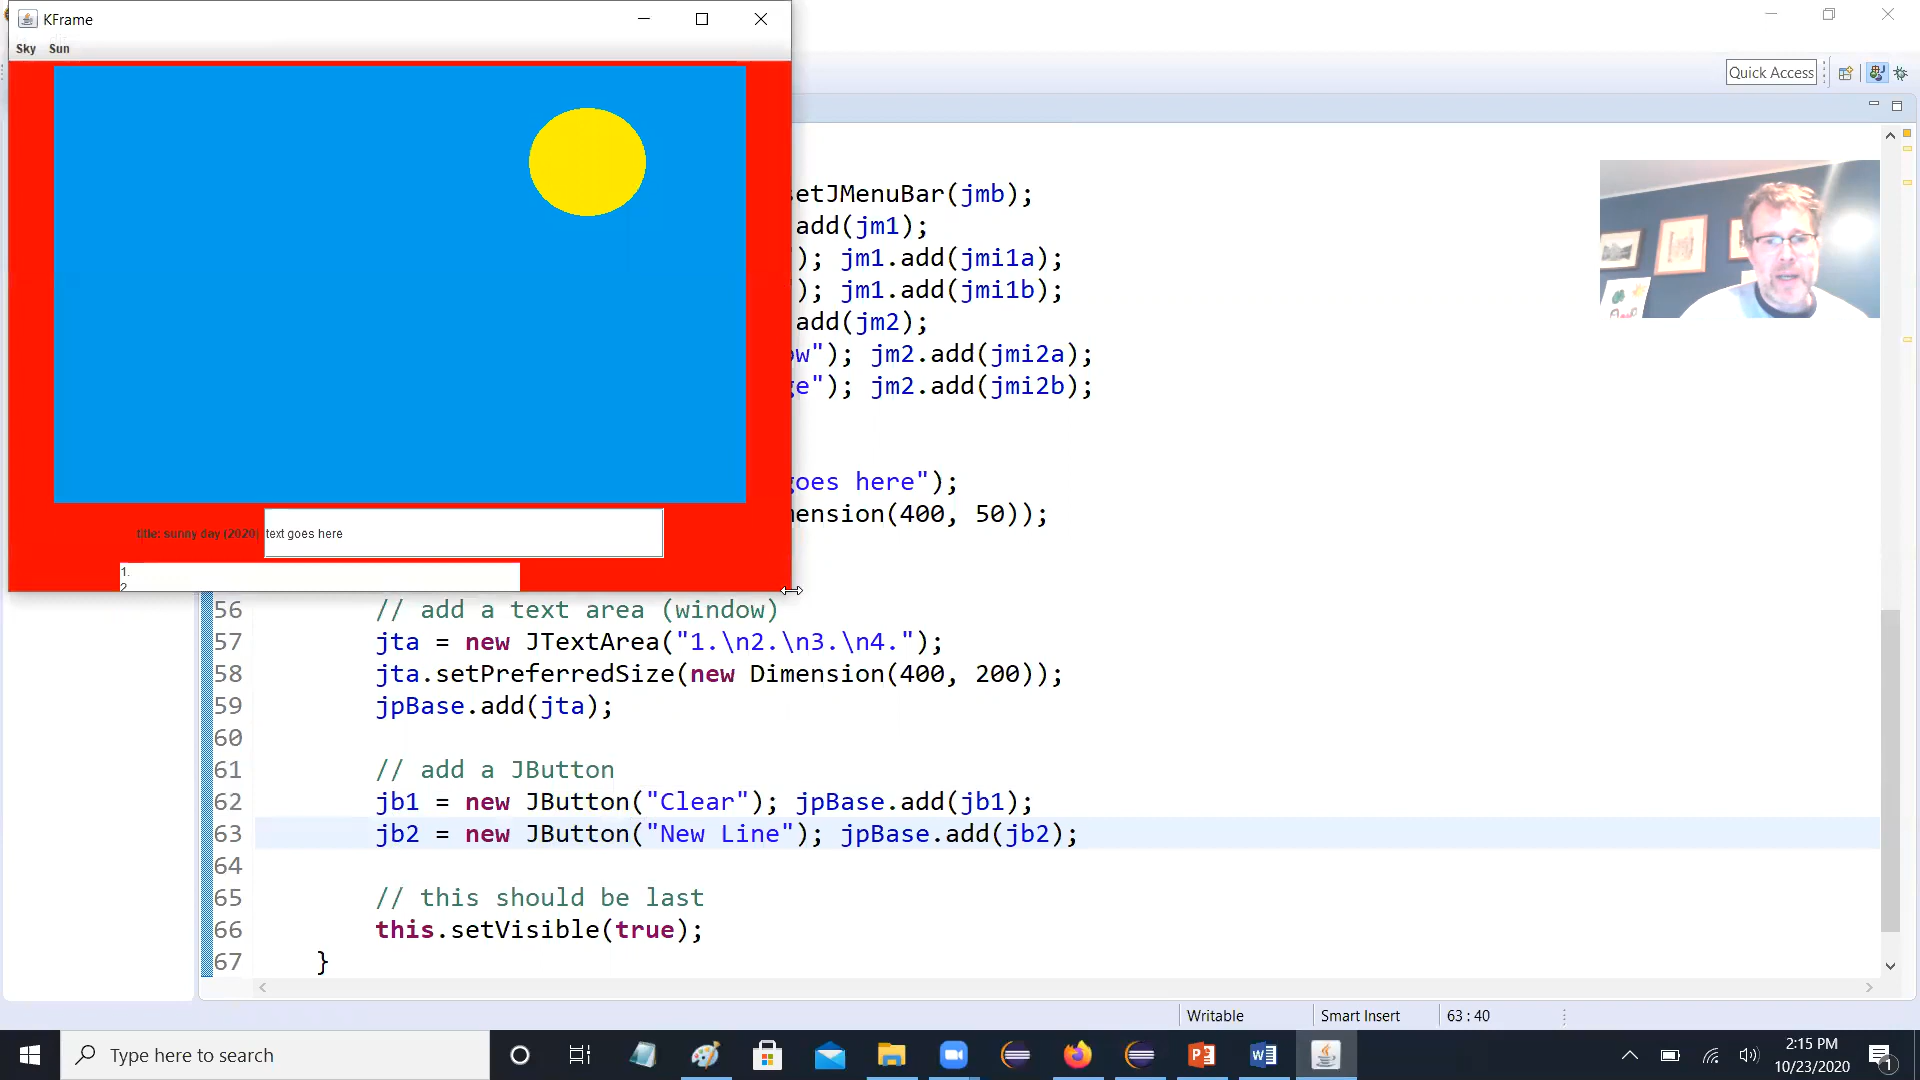 KFrame
Sky Sun
Quick Access
setJMenuBar(jmb);
add(jm1);
); jm1.add(jmi1a);
); jm1.add(jmi1b);
add(jm2);
ow"); jm2.add(jmi2a);
ge"); jm2.add(jmi2b);
goes here");
mension(400, 50));
title: sunny day (2020) text goes here
1.
2
56 // add a text area (window)
57 jta = new JTextArea("1.\n2.\n3.\n4.");
58 jta.setPreferredSize(new Dimension(400, 200));
59 jpBase.add(jta);
60
61 // add a JButton
62 jb1 = new JButton("Clear"); jpBase.add(jb1);
63 jb2 = new JButton("New Line"); jpBase.add(jb2);
64
65 // this should be last
66 this.setVisible(true);
67 }
Writable Smart Insert 63 : 40
Type here to search
2:15 PM
10/23/2020
1